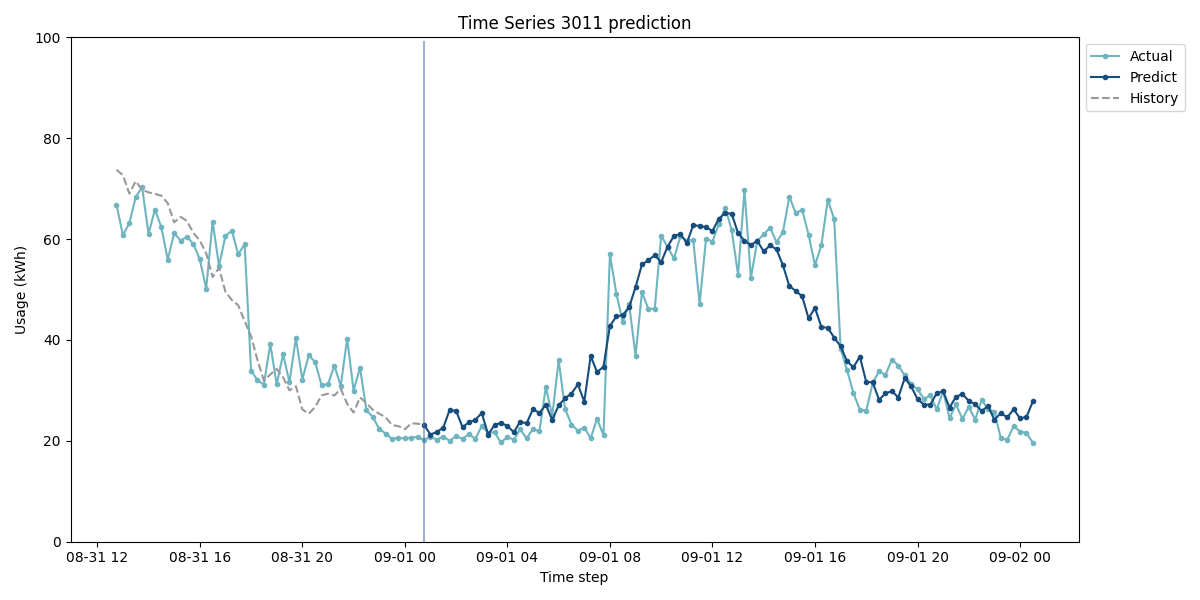 Time Series 3011 prediction
100
80
60
40
20
0
Usage (kWh)
08-31 12
08-31 16
08-31 20
09-01 00
09-01 04
09-01 08
09-01 12
09-01 16
09-01 20
09-02 00
Time step
Actual
Predict
History